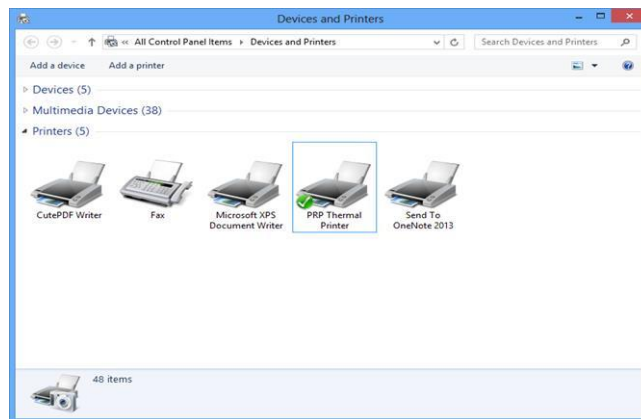 Devices and Printers
« All Control Panel Items ▸ Devices and Printers
Search Devices and Printers
Add a device Add a printer
Devices (5)
Multimedia Devices (38)
Printers (5)
CutePDF Writer
Fax
Microsoft XPS
Document Writer
PRP Thermal
Printer
Send To
OneNote 2013
48 items